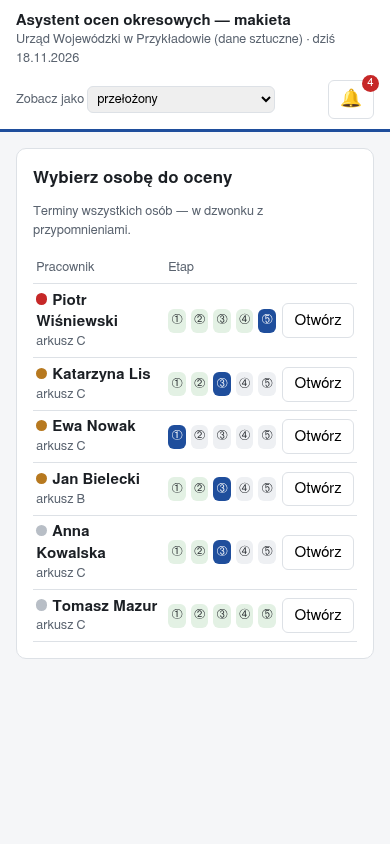 Asystent ocen okresowych — makieta
Urząd Wojewódzki w Przykładowie (dane sztuczne) · dziś
18.11.2026
Zobacz jako przełożony
4
Wybierz osobę do oceny
Terminy wszystkich osób — w dzwonku z
przypomnieniami.
Pracownik Etap
Piotr
Wiśniewski
arkusz C
① ② ③ ④ ⑤ Otwórz
Katarzyna Lis
arkusz C
① ② ③ ④ ⑤ Otwórz
Ewa Nowak
arkusz C
① ② ③ ④ ⑤ Otwórz
Jan Bielecki
arkusz B
① ② ③ ④ ⑤ Otwórz
Anna
Kowalska
arkusz C
① ② ③ ④ ⑤ Otwórz
Tomasz Mazur
arkusz C
① ② ③ ④ ⑤ Otwórz